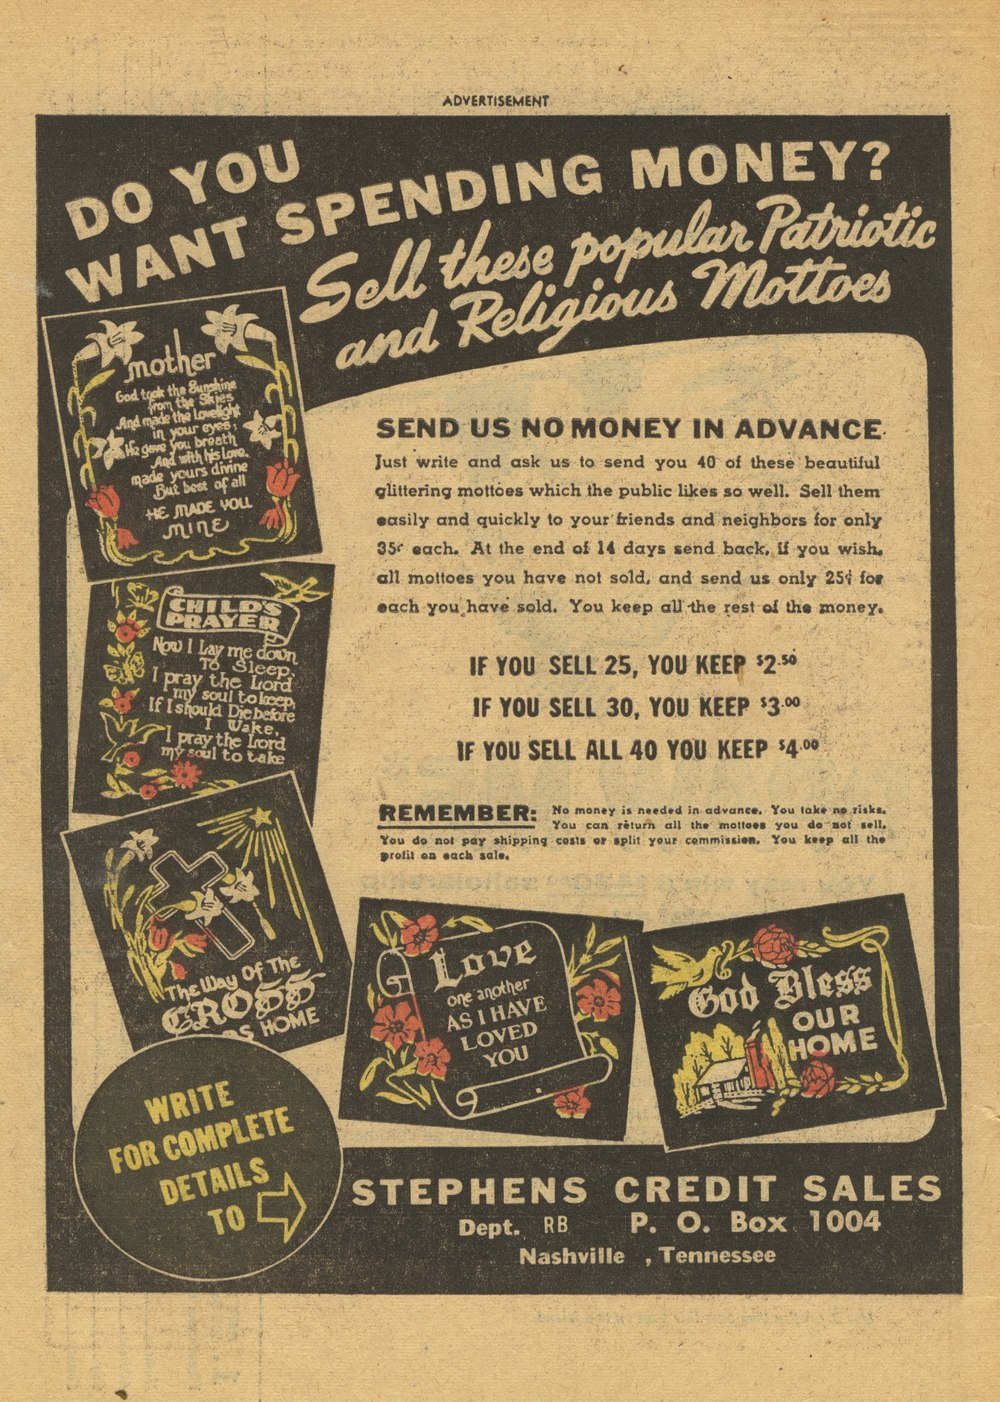 ADVERTISEMENT
DO YOU
WANT SPENDING MONEY?
Sell these popular Patriotic
and Religious Mottoes
mother
God took the Sunshine
from the Skies
And made the Lovelight
in your eyes;
He gave you breath
And with his Love,
made yours divine
But best of all
HE MADE YOU
MINE
CHILD'S
PRAYER
Now I Lay me down
To Sleep,
I pray the Lord
my soul to keep,
If I should Die before
I Wake,
I pray the Lord
my soul to take
The Way Of The
CROSS
HOME
Love
one another
AS I HAVE
LOVED
YOU
God Bless
OUR
HOME
SEND US NO MONEY IN ADVANCE
Just write and ask us to send you 40 of these beautiful
glittering mottoes which the public likes so well. Sell them
easily and quickly to your friends and neighbors for only
35¢ each. At the end of 14 days send back, if you wish,
all mottoes you have not sold, and send us only 25¢ for
each you have sold. You keep all the rest of the money.
IF YOU SELL 25, YOU KEEP $2.50
IF YOU SELL 30, YOU KEEP $3.00
IF YOU SELL ALL 40 YOU KEEP $4.00
REMEMBER: No money is needed in advance. You take no risks.
You can return all the mottoes you do not sell.
You do not pay shipping costs or split your commission. You keep all the
profit on each sale.
WRITE
FOR COMPLETE
DETAILS
TO
STEPHENS CREDIT SALES
Dept. RB P. O. Box 1004
Nashville , Tennessee